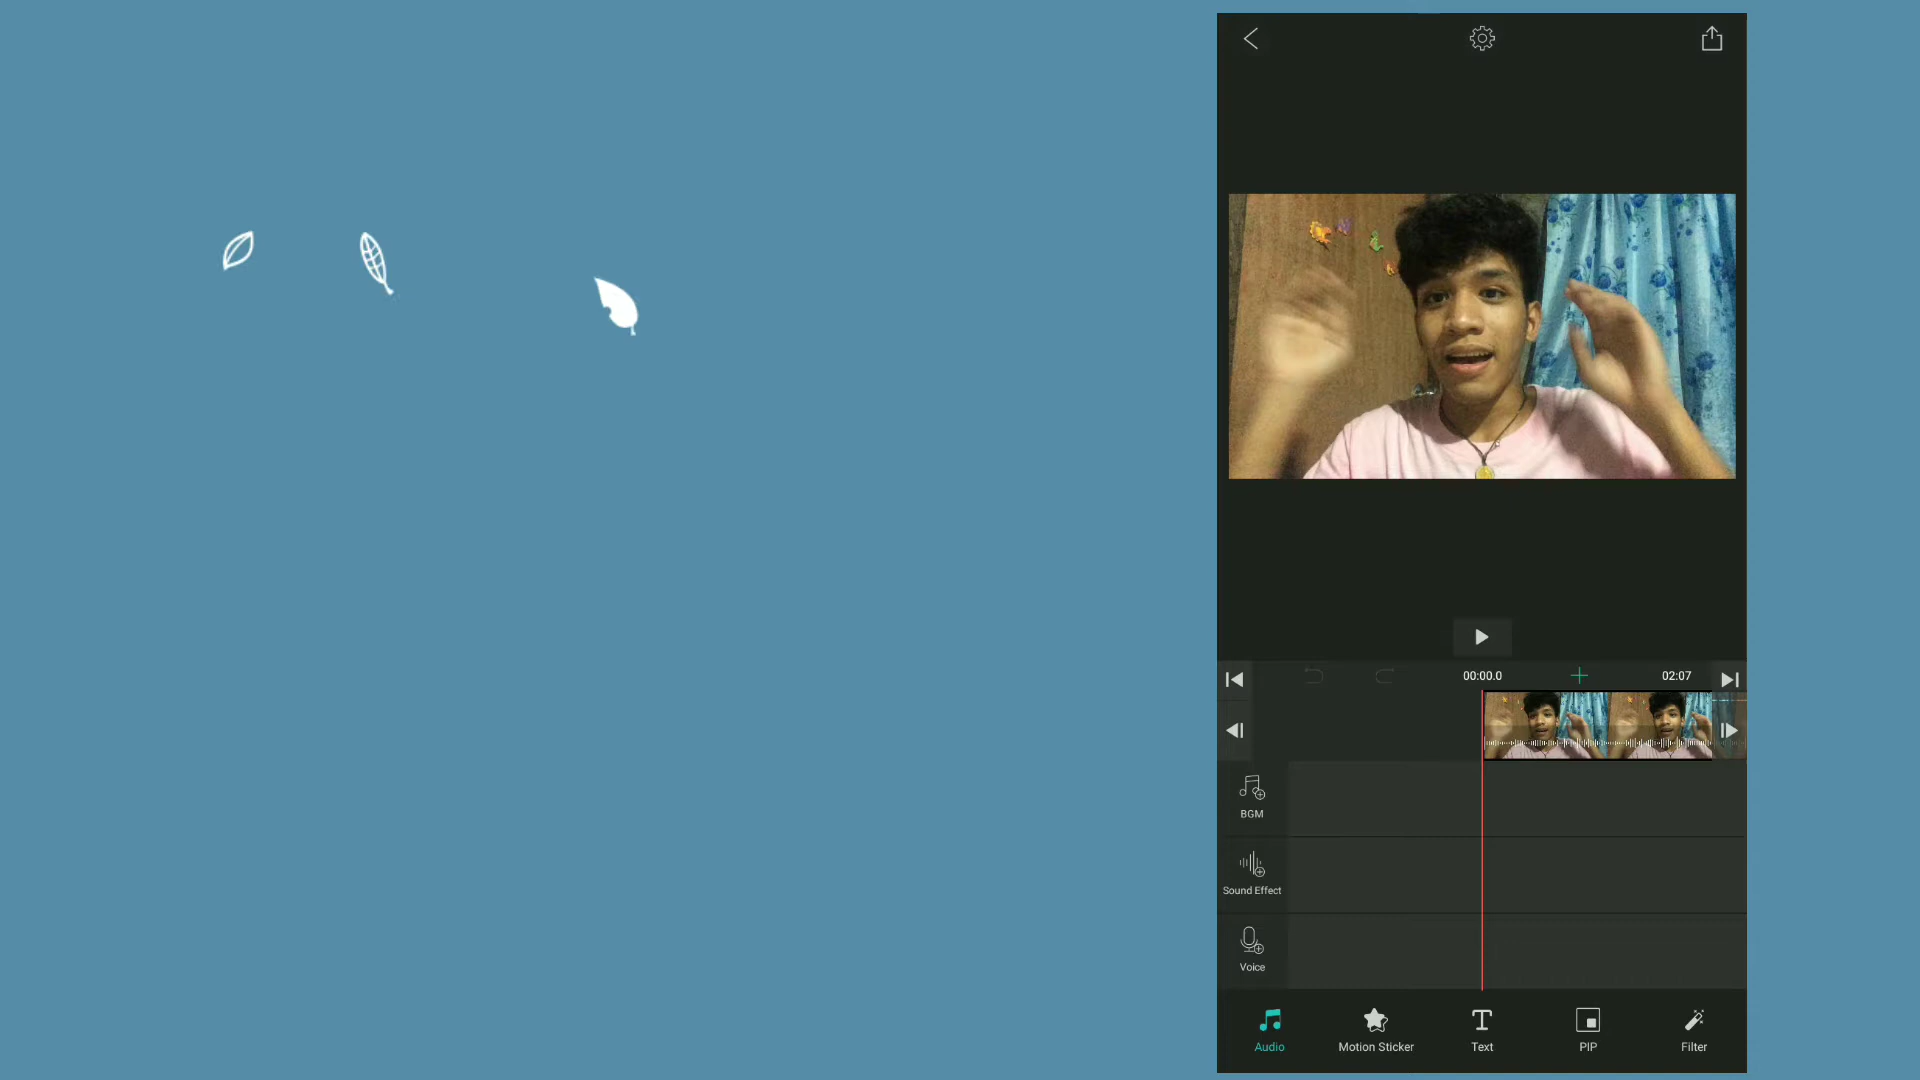 00:00.0
02:07
BGM
Sound Effect
Voice
Audio
Motion Sticker
Text
PIP
Filter